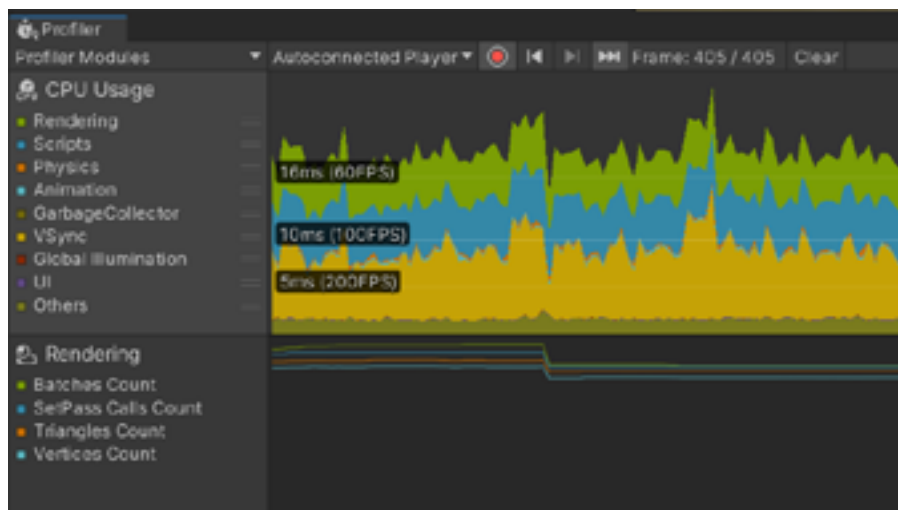 Profiler
Profiler Modules
Autoconnected Player
Frame: 405 / 405
Clear
CPU Usage
Rendering
Scripts
Physics
Animation
GarbageCollector
VSync
Global Illumination
UI
Others
16ms (60FPS)
10ms (100FPS)
5ms (200FPS)
Rendering
Batches Count
SetPass Calls Count
Triangles Count
Vertices Count